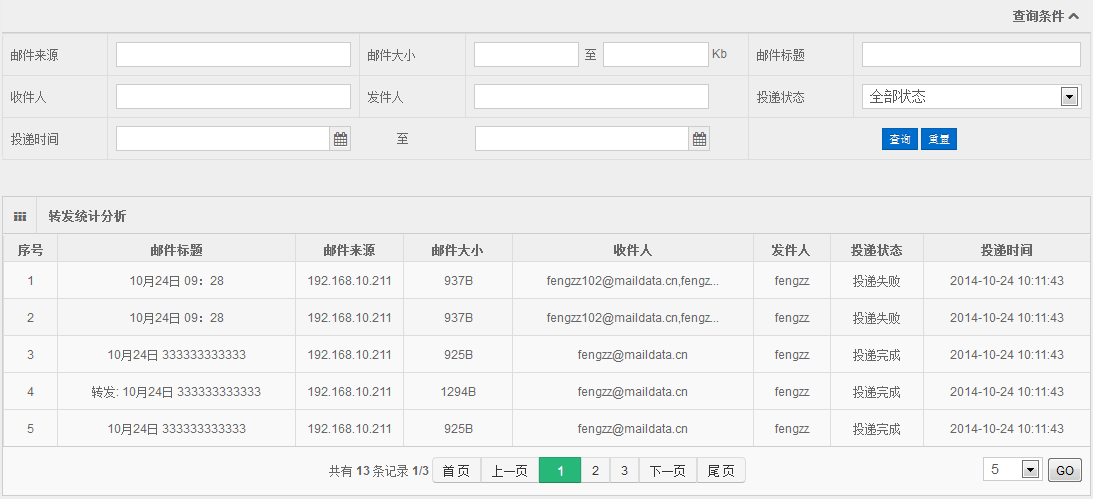 查询条件
邮件来源 邮件大小 至 Kb 邮件标题
收件人 发件人 投递状态 全部状态
投递时间 至 查询 重置
转发统计分析
序号 邮件标题 邮件来源 邮件大小 收件人 发件人 投递状态 投递时间
1 10月24日 09：28 192.168.10.211 937B fengzz102@maildata.cn,fengz... fengzz 投递失败 2014-10-24 10:11:43
2 10月24日 09：28 192.168.10.211 937B fengzz102@maildata.cn,fengz... fengzz 投递失败 2014-10-24 10:11:43
3 10月24日 333333333333 192.168.10.211 925B fengzz@maildata.cn fengzz 投递完成 2014-10-24 10:11:43
4 转发: 10月24日 333333333333 192.168.10.211 1294B fengzz@maildata.cn fengzz 投递完成 2014-10-24 10:11:43
5 10月24日 333333333333 192.168.10.211 925B fengzz@maildata.cn fengzz 投递完成 2014-10-24 10:11:43
共有 13 条记录 1/3 首页 上一页 1 2 3 下一页 尾页 5 GO